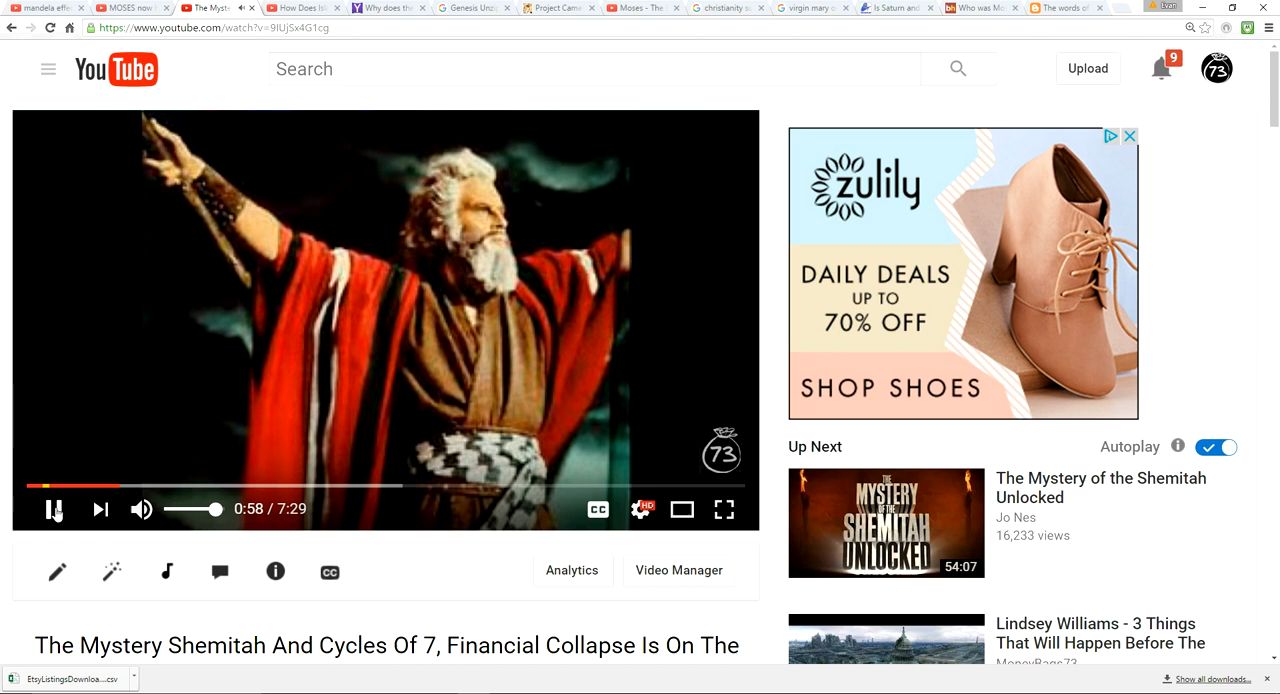 mandela effe
MOSES now h
The Myste
How Does Is
Why does the
Genesis Unz
Project Came
Moses - The
christianity sa
virgin mary o
Is Saturn and
Who was Mo
The words of
Evan
https://www.youtube.com/watch?v=9IUjSx4G1cg
YouTube
Search
Upload
9
73
zulily
DAILY DEALS
UP TO
70% OFF
SHOP SHOES
73
0:58 / 7:29
CC
HD
Up Next
Autoplay
THE
MYSTERY
OF THE
SHEMITAH
UNLOCKED
54:07
The Mystery of the Shemitah
Unlocked
Jo Nes
16,233 views
CC
Analytics
Video Manager
Lindsey Williams - 3 Things
That Will Happen Before The
MoneyBags73
The Mystery Shemitah And Cycles Of 7, Financial Collapse Is On The
EtsyListingsDownloa....csv
Show all downloads...